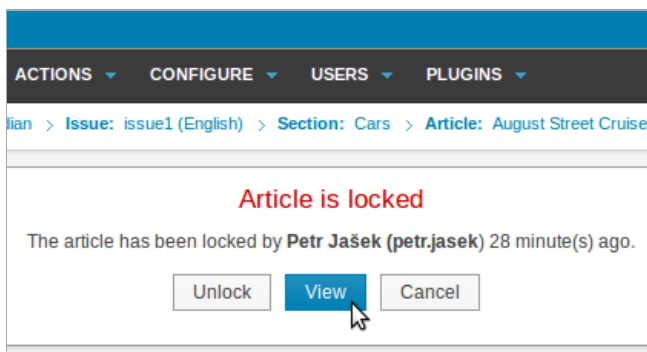 ACTIONS CONFIGURE USERS PLUGINS
dian > Issue: issue1 (English) > Section: Cars > Article: August Street Cruise
Article is locked
The article has been locked by Petr Jašek (petr.jasek) 28 minute(s) ago.
Unlock View Cancel